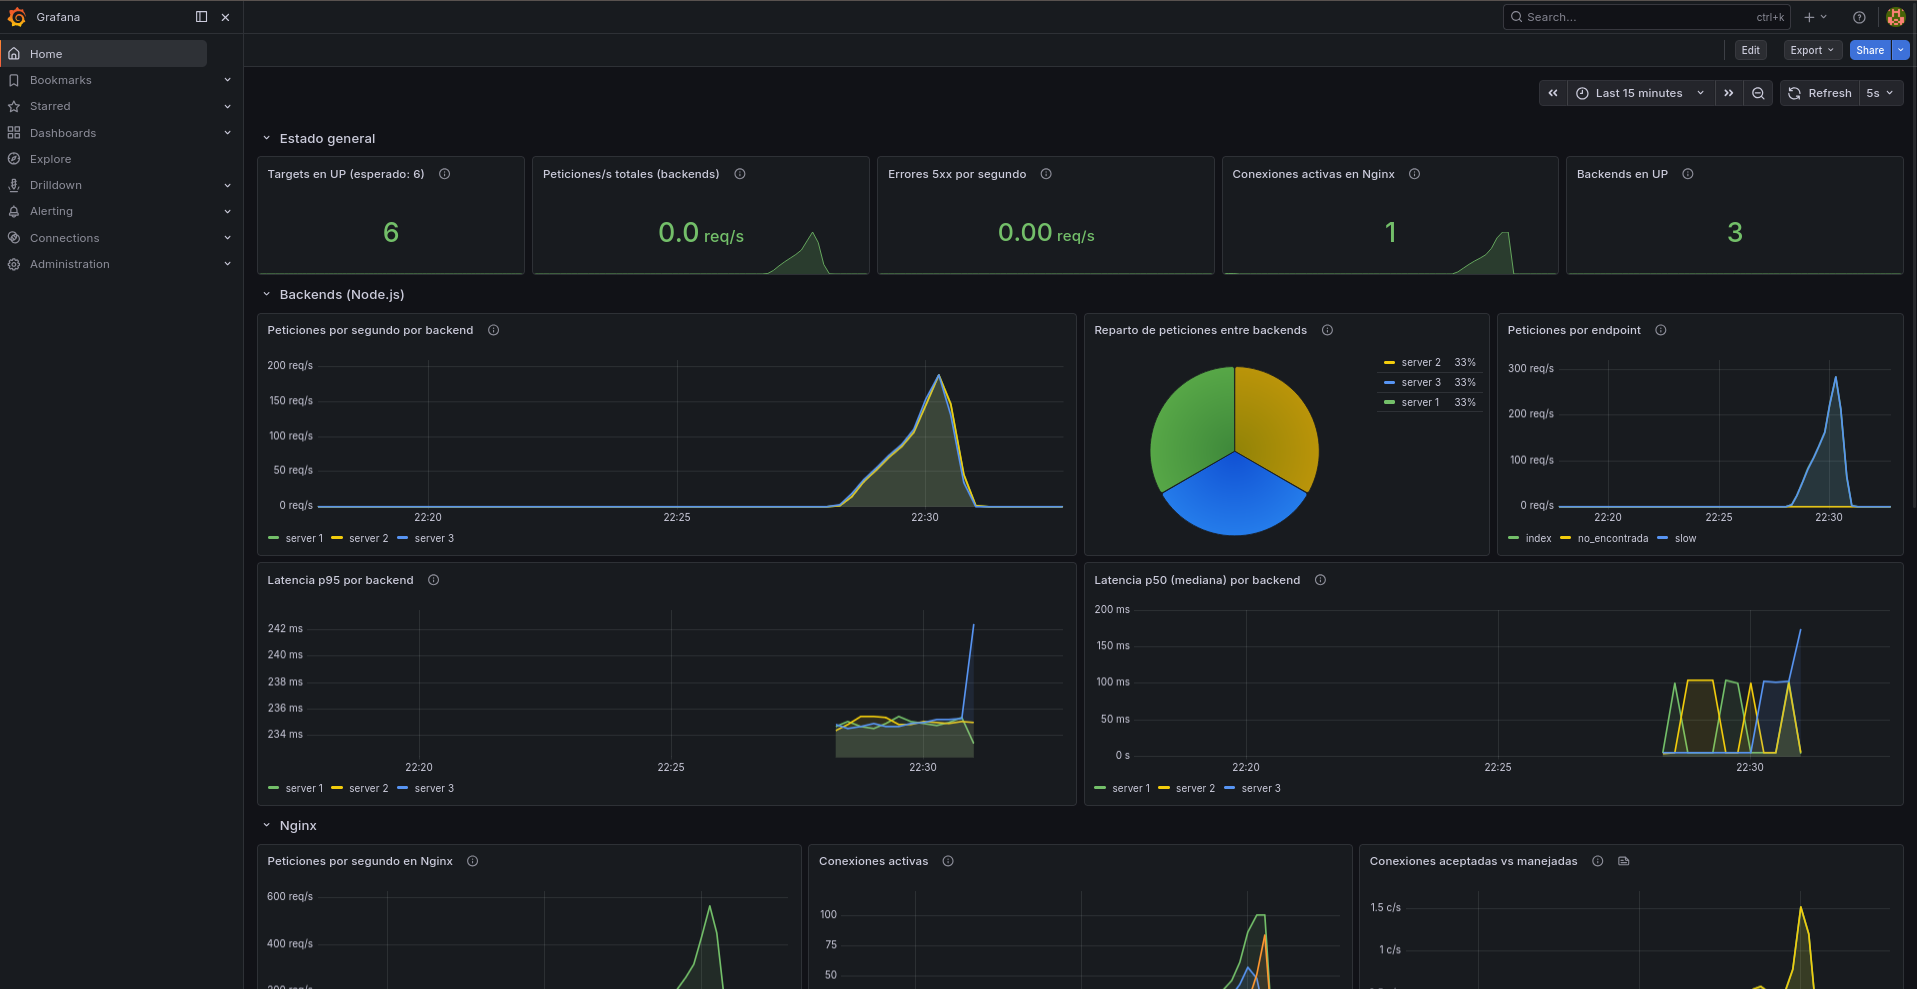 Grafana
Search...
ctrl+k
Home
Bookmarks
Starred
Dashboards
Explore
Drilldown
Alerting
Connections
Administration
Edit
Export
Share
Last 15 minutes
Refresh
5s
Estado general
Targets en UP (esperado: 6)
6
Peticiones/s totales (backends)
0.0 req/s
Errores 5xx por segundo
0.00 req/s
Conexiones activas en Nginx
1
Backends en UP
3
Backends (Node.js)
Peticiones por segundo por backend
200 req/s
150 req/s
100 req/s
50 req/s
0 req/s
22:20 22:25 22:30
server 1 server 2 server 3
Reparto de peticiones entre backends
server 2 33%
server 3 33%
server 1 33%
Peticiones por endpoint
300 req/s
200 req/s
100 req/s
0 req/s
22:20 22:25 22:30
index no_encontrada slow
Latencia p95 por backend
242 ms
240 ms
238 ms
236 ms
234 ms
22:20 22:25 22:30
server 1 server 2 server 3
Latencia p50 (mediana) por backend
200 ms
150 ms
100 ms
50 ms
0 s
22:20 22:25 22:30
server 1 server 2 server 3
Nginx
Peticiones por segundo en Nginx
600 req/s
400 req/s
200 req/s
Conexiones activas
100
75
50
Conexiones aceptadas vs manejadas
1.5 c/s
1 c/s